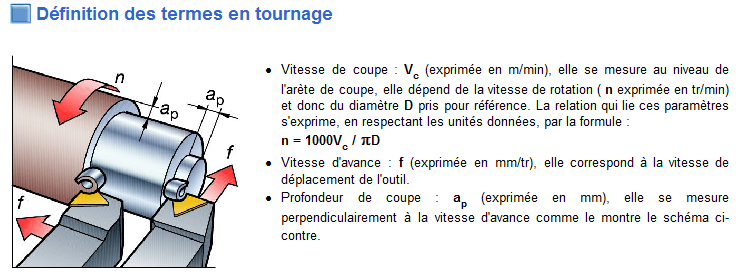 Définition des termes en tournage
n
ap
ap
f
f
• Vitesse de coupe : Vc (exprimée en m/min), elle se mesure au niveau de
l'arète de coupe, elle dépend de la vitesse de rotation ( n exprimée en tr/min)
et donc du diamètre D pris pour référence. La relation qui lie ces paramètres
s'exprime, en respectant les unités données, par la formule :
n = 1000Vc / πD
• Vitesse d'avance : f (exprimée en mm/tr), elle correspond à la vitesse de
déplacement de l'outil.
• Profondeur de coupe : ap (exprimée en mm), elle se mesure
perpendiculairement à la vitesse d'avance comme le montre le schéma ci-
contre.